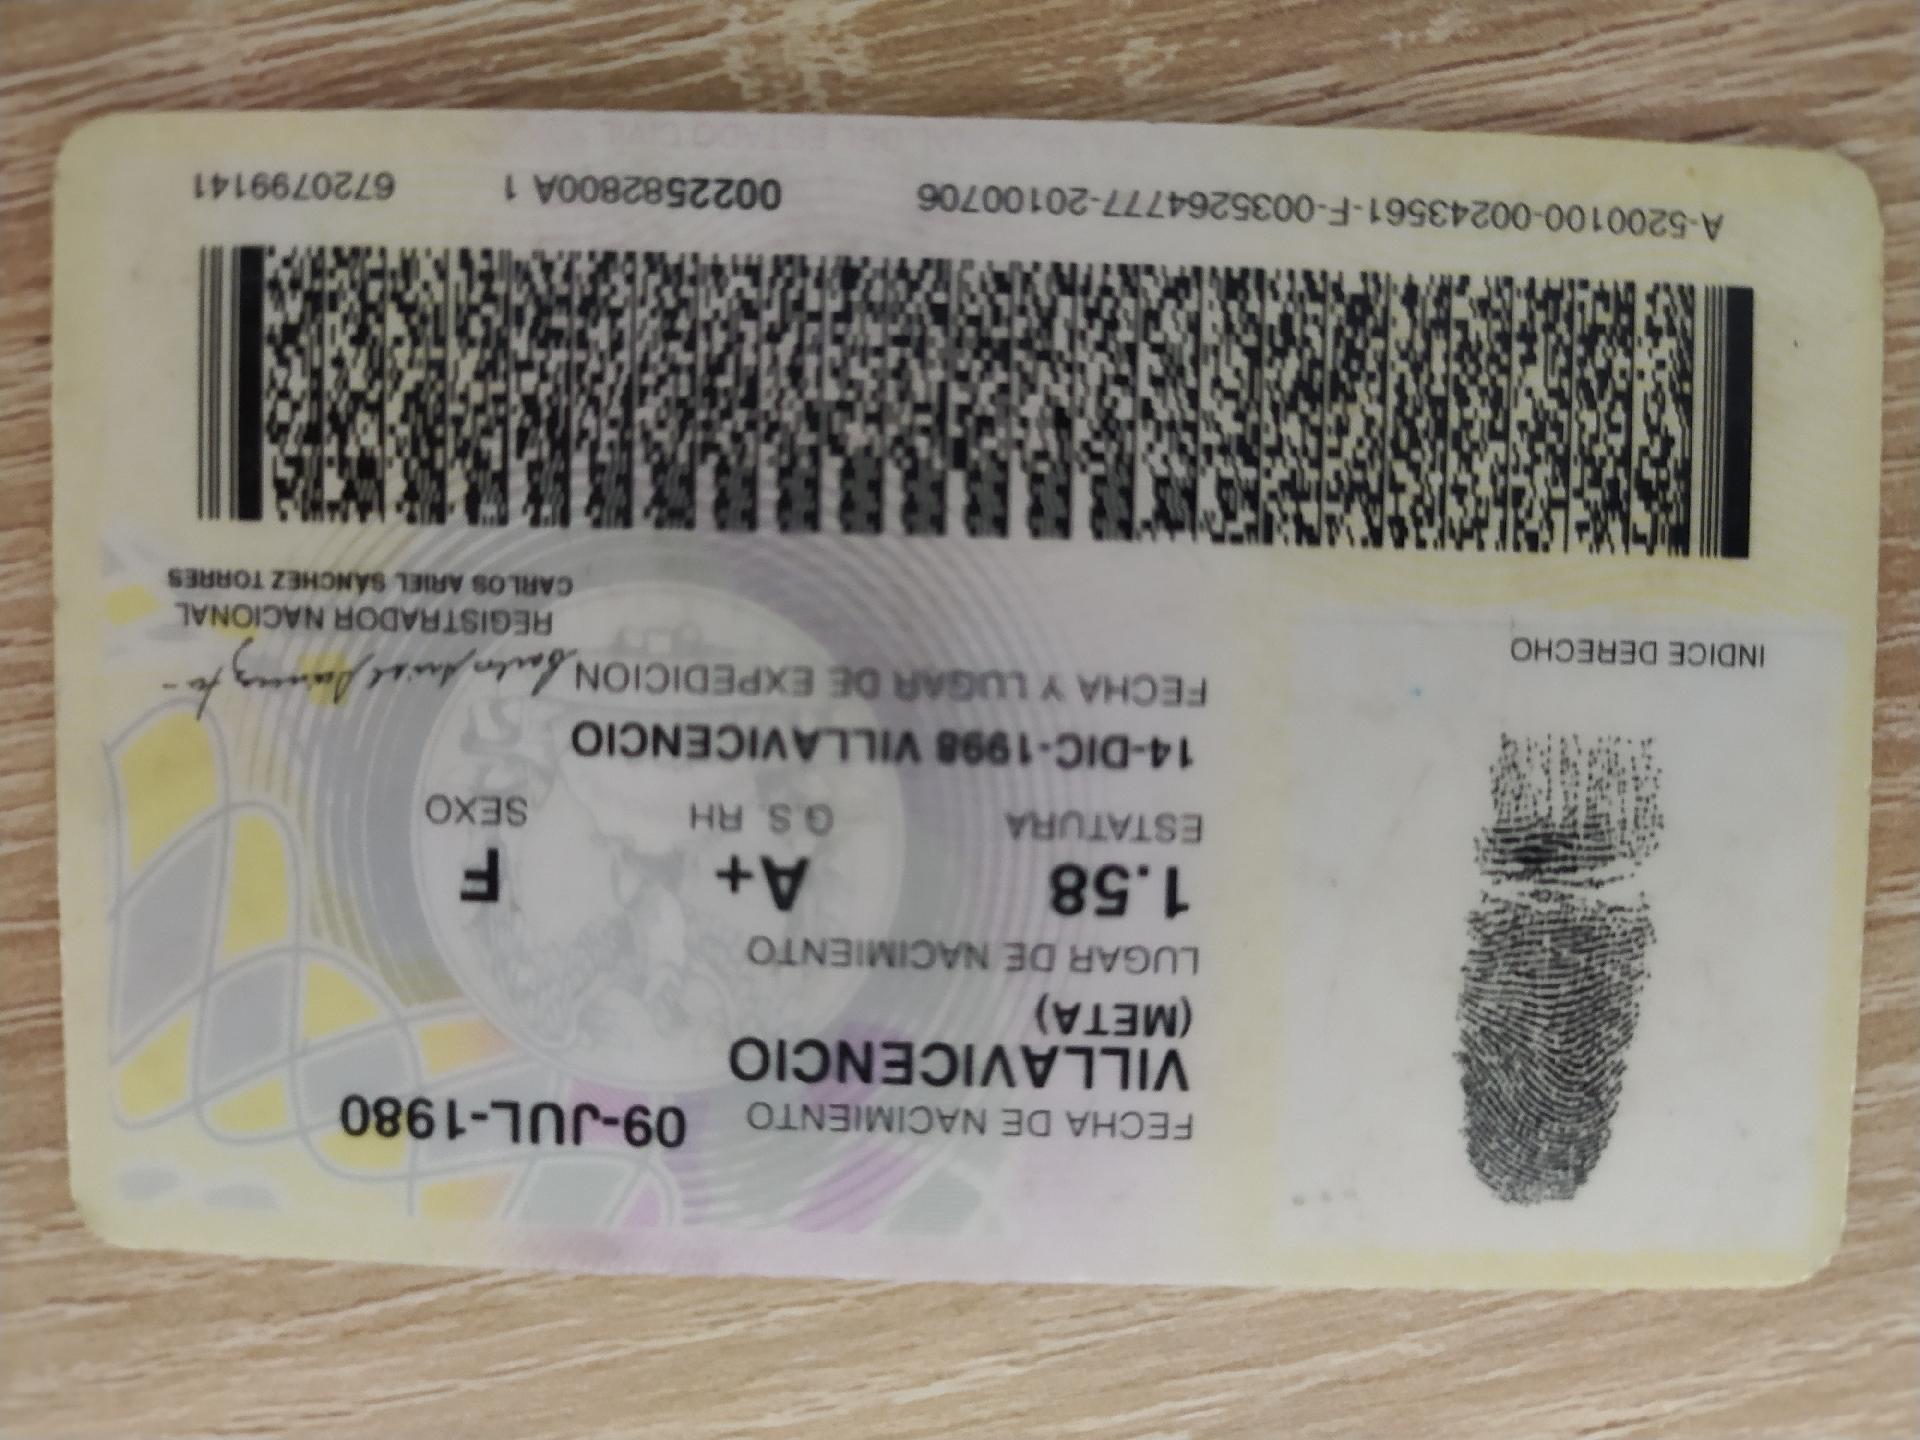 FECHA DE NACIMIENTO 09-JUL-1980
VILLAVICENCIO
(META)
LUGAR DE NACIMIENTO
1.58 A+ F
ESTATURA G.S. RH SEXO
14-DIC-1998 VILLAVICENCIO
FECHA Y LUGAR DE EXPEDICION
INDICE DERECHO
REGISTRADOR NACIONAL
CARLOS ARIEL SÁNCHEZ TORRES
A-5200100-00243561-F-0035264777-20100706 0022582800A 1 6720799141